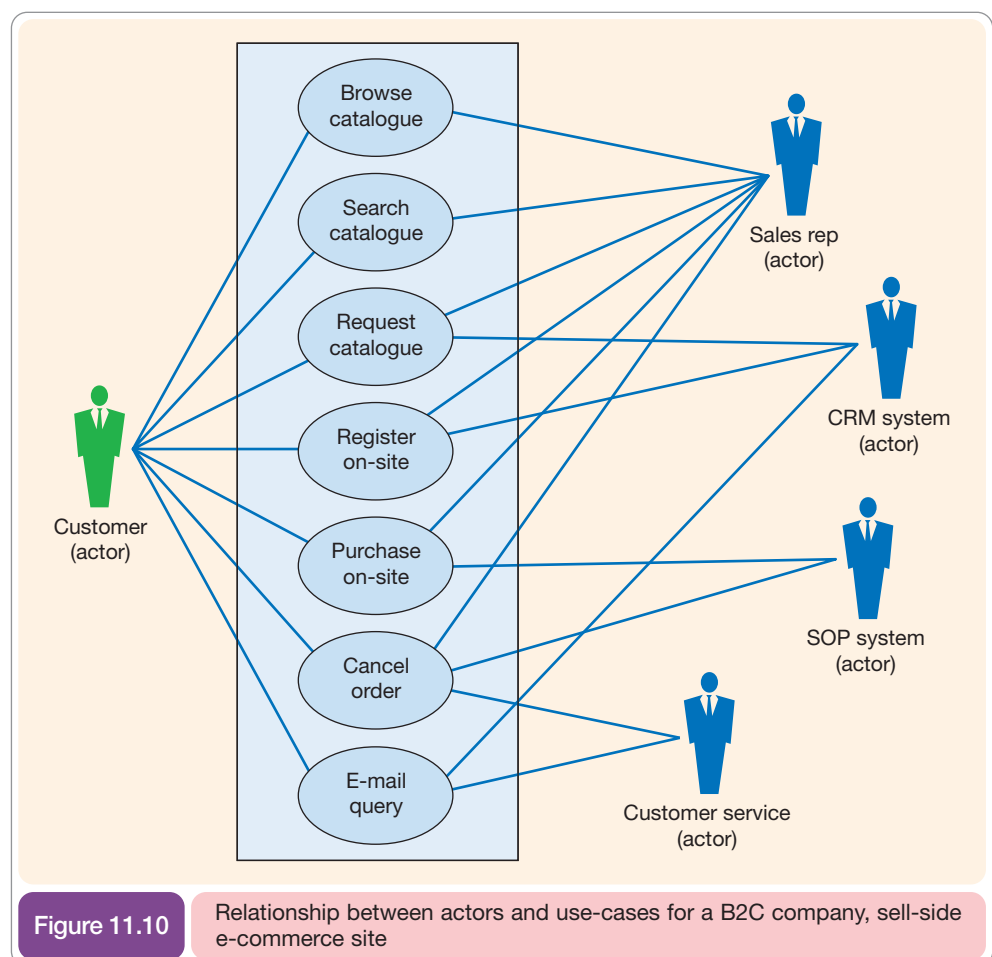 Browse
catalogue
Search
catalogue
Request
catalogue
Register
on-site
Purchase
on-site
Cancel
order
E-mail
query
Customer
(actor)
Sales rep
(actor)
CRM system
(actor)
SOP system
(actor)
Customer service
(actor)
Figure 11.10
Relationship between actors and use-cases for a B2C company, sell-side
e-commerce site